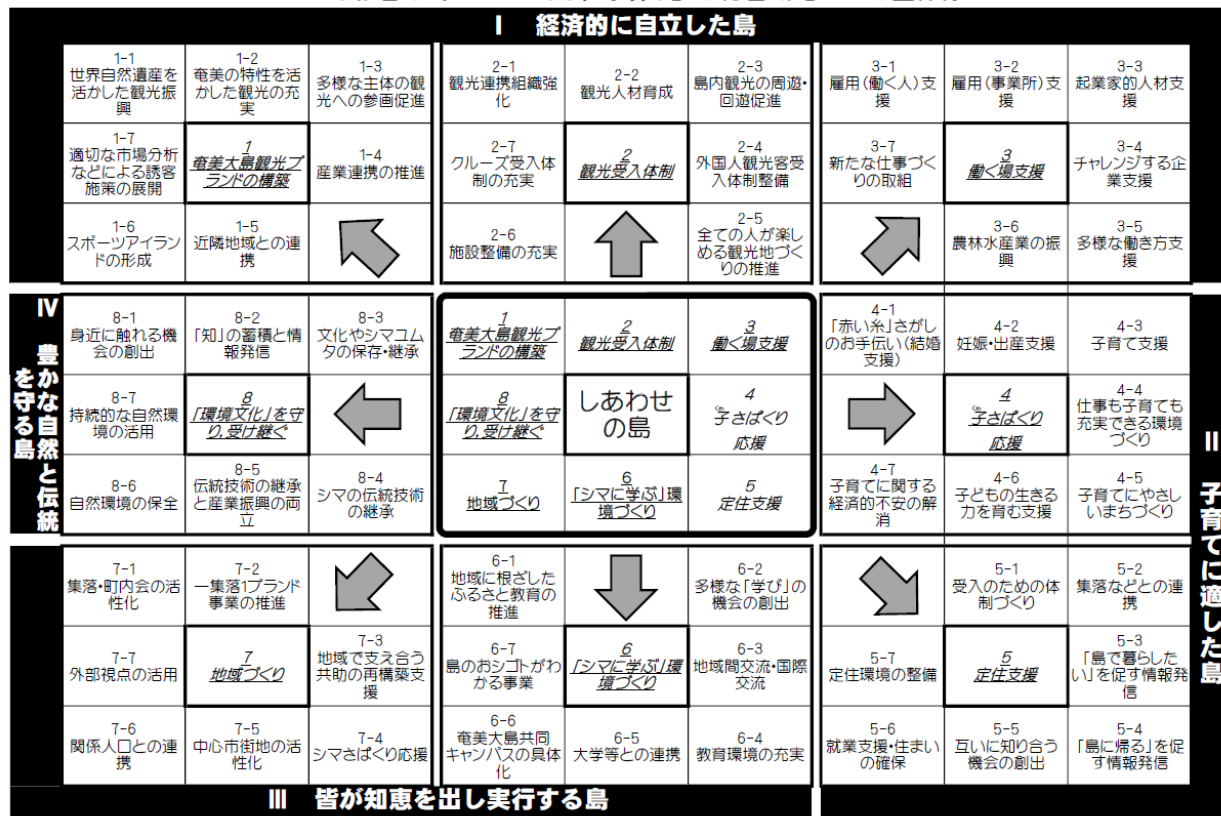 Ⅰ 経済的に自立した島
1-1
世界自然遺産を
活かした観光振
興
1-2
奄美の特性を活
かした観光の充
実
1-3
多様な主体の観
光への参画促進
1-7
適切な市場分析
などによる誘客
施策の展開
1
奄美大島観光ブ
ランドの構築
1-4
産業連携の推進
1-6
スポーツアイラン
ドの形成
1-5
近隣地域との連
携
2-1
観光連携組織強
化
2-2
観光人材育成
2-3
島内観光の周遊・
回遊促進
2-7
クルーズ受入体
制の充実
2
観光受入体制
2-4
外国人観光客受
入体制整備
2-6
施設整備の充実
2-5
全ての人が楽し
める観光地づく
りの推進
3-1
雇用(働く人)支
援
3-2
雇用(事業所)支
援
3-3
起業家的人材支
援
3-7
新たな仕事づく
りの取組
3
働く場支援
3-4
チャレンジする企
業支援
3-6
農林水産業の振
興
3-5
多様な働き方支
援
Ⅳ 豊かな自然と伝統
を守る島
8-1
身近に触れる機
会の創出
8-2
「知」の蓄積と情
報発信
8-3
文化やシマユム
タの保存・継承
8-7
持続的な自然環
境の活用
8
「環境文化」を守
り、受け継ぐ
8-6
自然環境の保全
8-5
伝統技術の継承
と産業振興の両
立
8-4
シマの伝統技術
の継承
1
奄美大島観光ブ
ランドの構築
2
観光受入体制
3
働く場支援
8
「環境文化」を守
り、受け継ぐ
しあわせ
の島
4
子さばくり
応援
7
地域づくり
6
「シマに学ぶ」環
境づくり
5
定住支援
4-1
「赤い糸」さがし
のお手伝い(結婚
支援)
4-2
妊娠・出産支援
4-3
子育て支援
4
子さばくり
応援
4-4
仕事も子育ても
充実できる環境
づくり
4-7
子育てに関する
経済的不安の解
消
4-6
子どもの生きる
力を育む支援
4-5
子育てにやさし
いまちづくり
Ⅱ 子育てに適した島
7-1
集落・町内会の活
性化
7-2
一集落1ブランド
事業の推進
7-7
外部視点の活用
7
地域づくり
7-3
地域で支え合う
共助の再構築支
援
7-6
関係人口との連
携
7-5
中心市街地の活
性化
7-4
シマさばくり応援
6-1
地域に根ざした
ふるさと教育の
推進
6-2
多様な「学び」の
機会の創出
6-7
島のおシゴトがわ
かる事業
6
「シマに学ぶ」環
境づくり
6-3
地域間交流・国際
交流
6-6
奄美大島共同
キャンパスの具体
化
6-5
大学等との連携
6-4
教育環境の充実
5-1
受入のための体
制づくり
5-2
集落などとの連
携
5-7
定住環境の整備
5
定住支援
5-3
「島で暮らした
い」を促す情報発
信
5-6
就業支援・住まい
の確保
5-5
互いに知り合う
機会の創出
5-4
「島に帰る」を促
す情報発信
Ⅲ 皆が知恵を出し実行する島